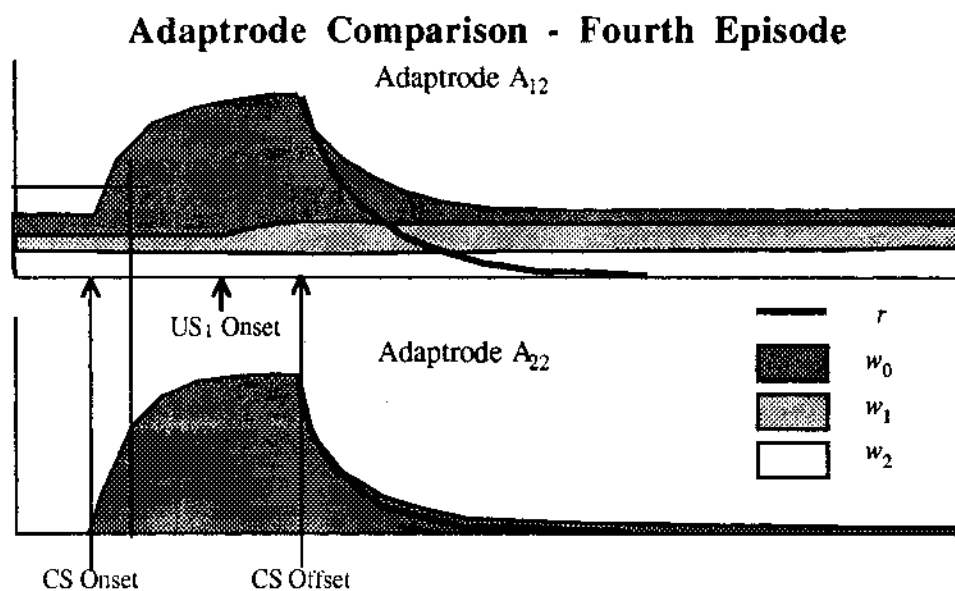 Adaptrode Comparison - Fourth Episode
Adaptrode A12
US1 Onset
Adaptrode A22
r
w0
w1
w2
CS Onset
CS Offset